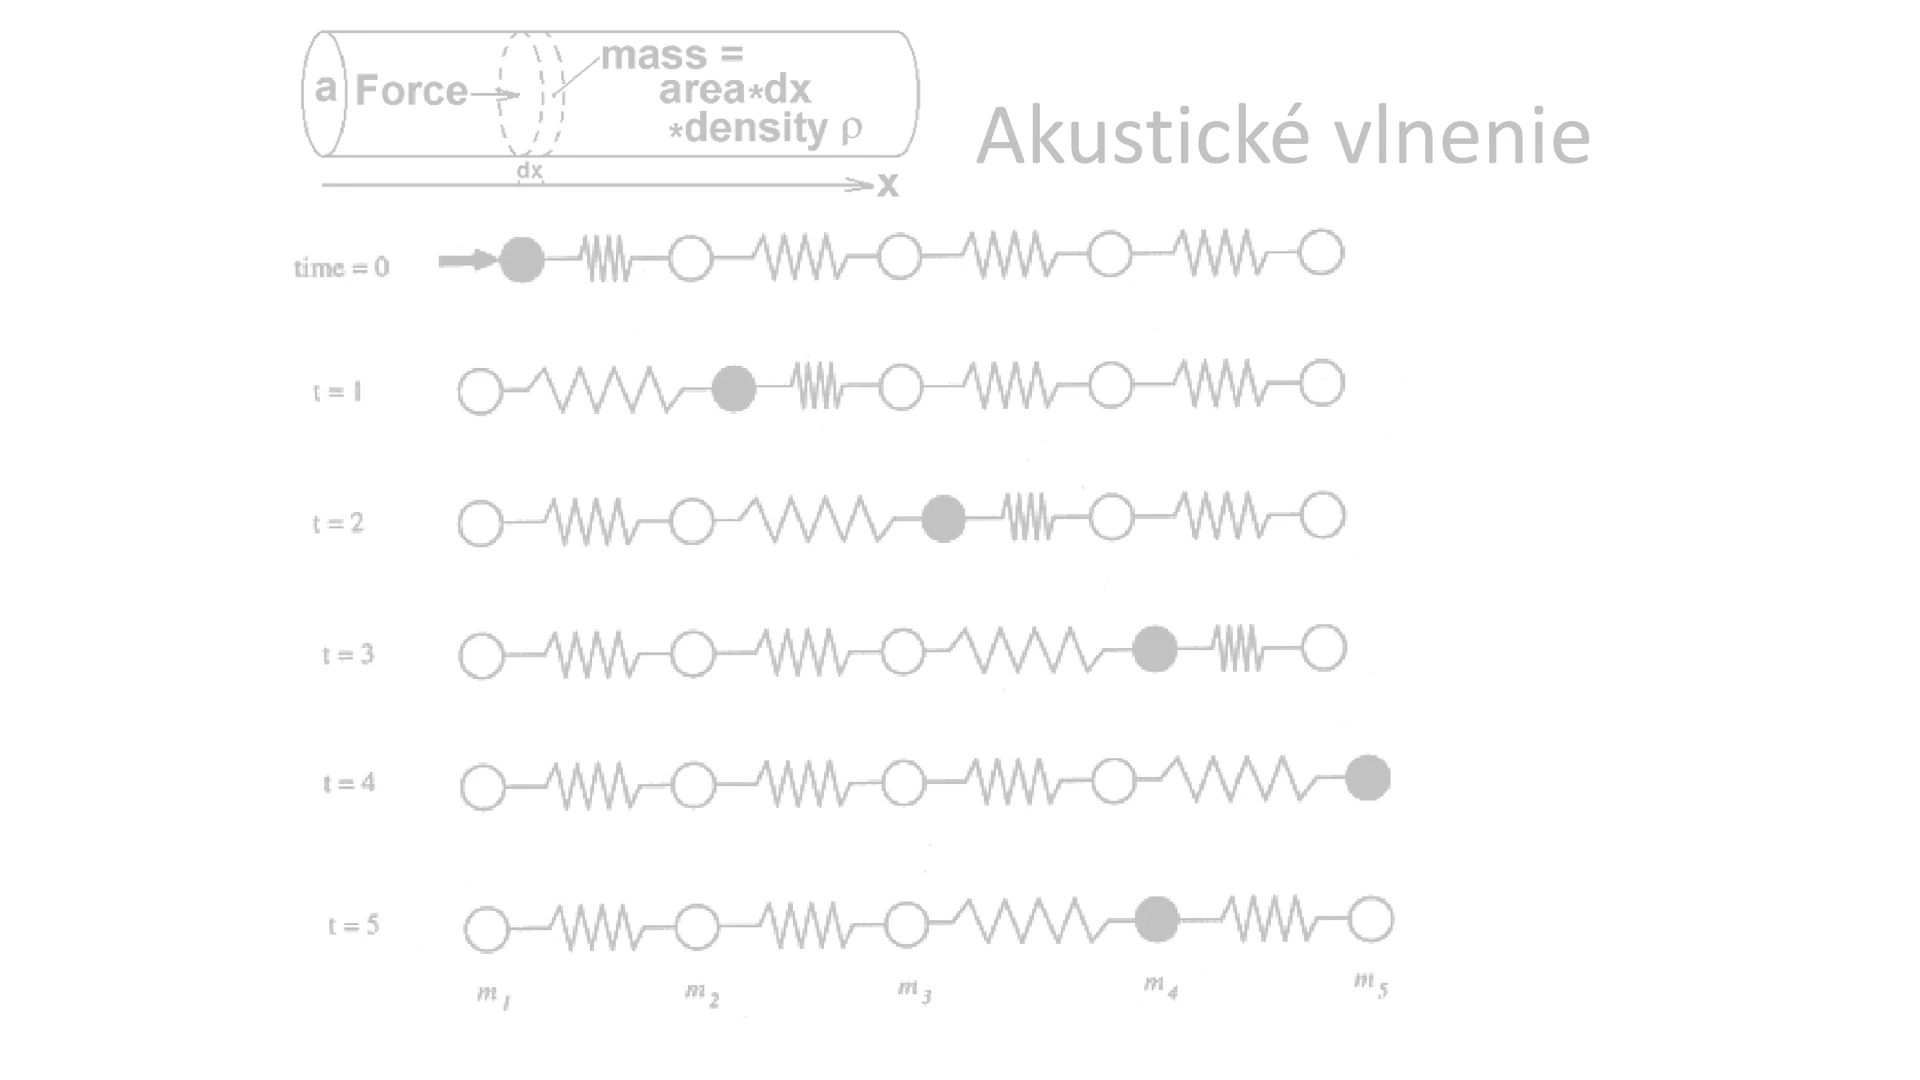 a Force mass =
area*dx
*density ρ
dx
x
Akustické vlnenie
time = 0
t = 1
t = 2
t = 3
t = 4
t = 5
m1 m2 m3 m4 m5